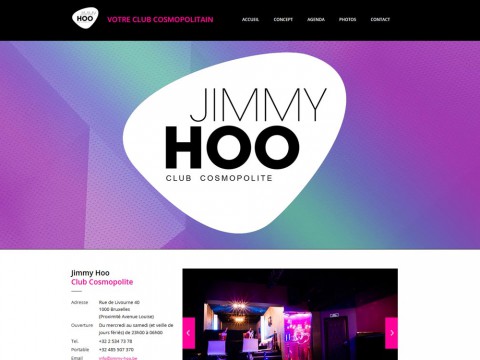 JIMMY
HOO
VOTRE CLUB COSMOPOLITAIN
ACCUEIL CONCEPT AGENDA PHOTOS CONTACT
JIMMY
HOO
CLUB COSMOPOLITE
Jimmy Hoo
Club Cosmopolite
Adresse Rue de Livourne 40
1000 Bruxelles
(Proximité Avenue Louise)
Ouverture Du mercredi au samedi (et veille de
jours fériés) de 23H00 à 06H00
Tél: +32 2 534 73 78
Portable +32 485 507 370
Email info@jimmy-hoo.be